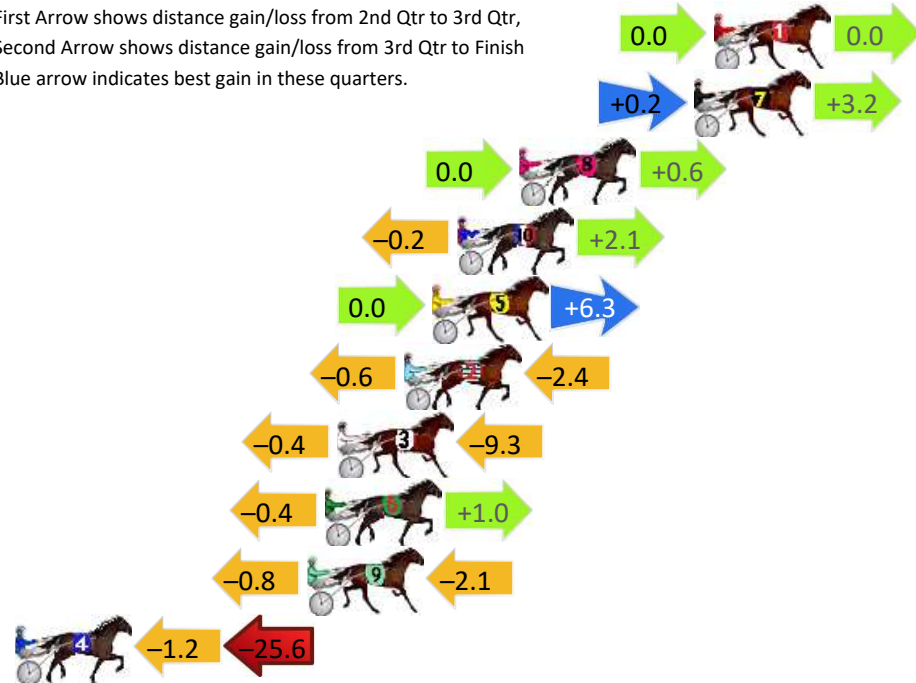 First Arrow shows distance gain/loss from 2nd Qtr to 3rd Qtr,
Second Arrow shows distance gain/loss from 3rd Qtr to Finish
Blue arrow indicates best gain in these quarters.
0.0 1 0.0
+0.2 7 +3.2
0.0 8 +0.6
–0.2 10 +2.1
0.0 5 +6.3
–0.6 2 –2.4
–0.4 3 –9.3
–0.4 6 +1.0
–0.8 9 –2.1
4 –1.2 –25.6